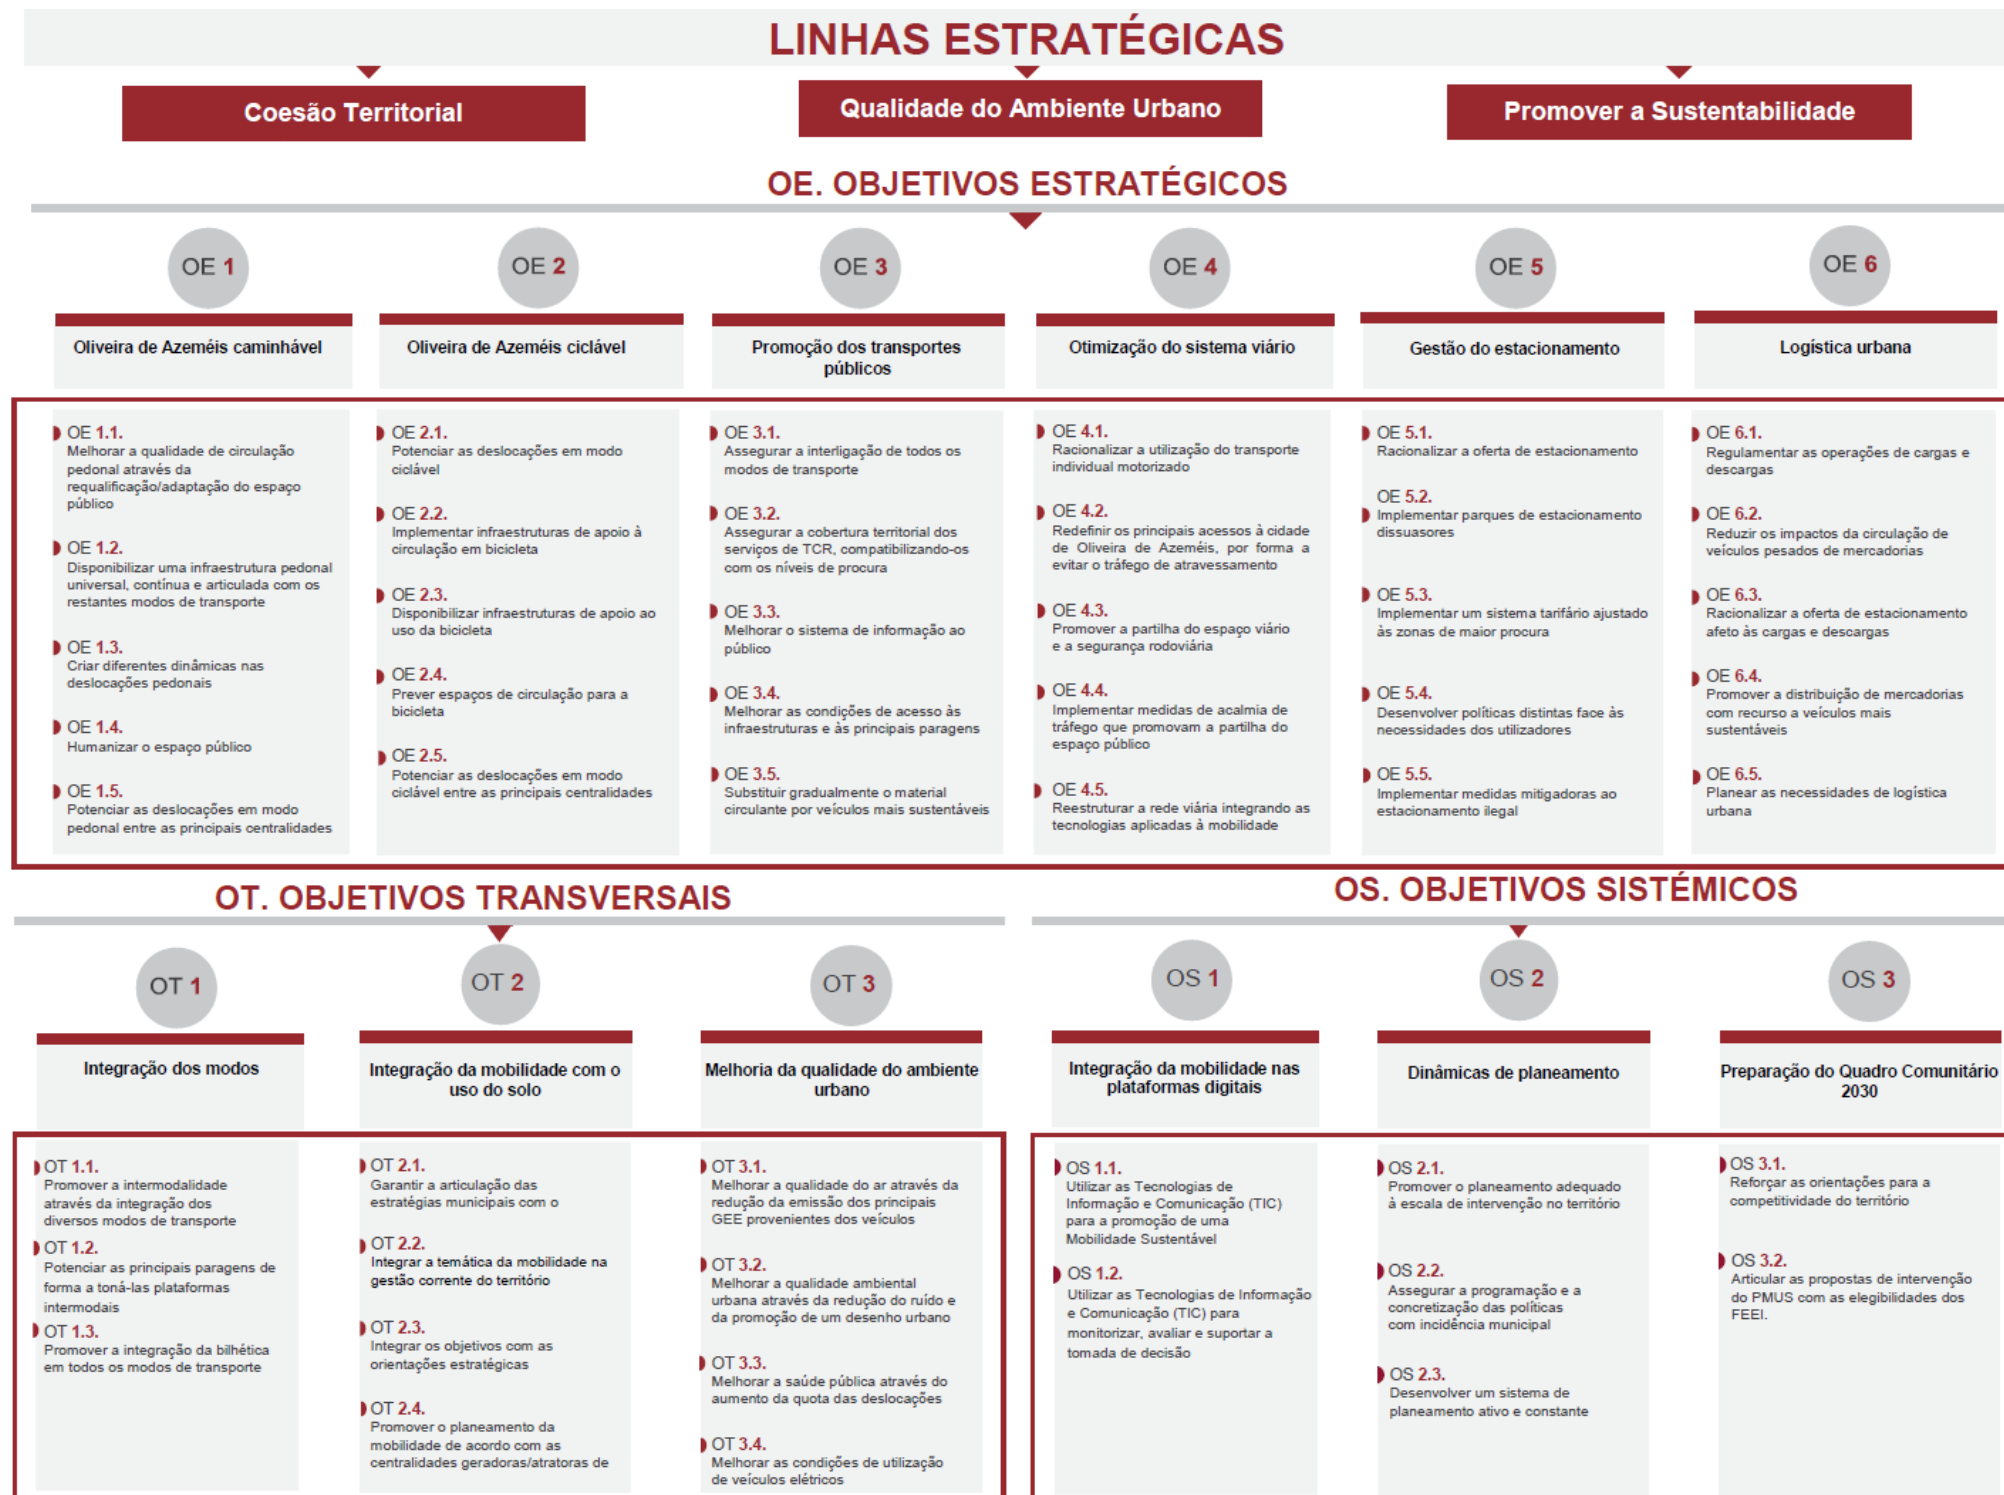 LINHAS ESTRATÉGICAS
Coesão Territorial
Qualidade do Ambiente Urbano
Promover a Sustentabilidade
OE. OBJETIVOS ESTRATÉGICOS
OE 1
Oliveira de Azeméis caminhável
OE 1.1.
Melhorar a qualidade de circulação
pedonal através da
requalificação/adaptação do espaço
público
OE 1.2.
Disponibilizar uma infraestrutura pedonal
universal, contínua e articulada com os
restantes modos de transporte
OE 1.3.
Criar diferentes dinâmicas nas
deslocações pedonais
OE 1.4.
Humanizar o espaço público
OE 1.5.
Potenciar as deslocações em modo
pedonal entre as principais centralidades
OE 2
Oliveira de Azeméis ciclável
OE 2.1.
Potenciar as deslocações em modo
ciclável
OE 2.2.
Implementar infraestruturas de apoio à
circulação em bicicleta
OE 2.3.
Disponibilizar infraestruturas de apoio ao
uso da bicicleta
OE 2.4.
Prever espaços de circulação para a
bicicleta
OE 2.5.
Potenciar as deslocações em modo
ciclável entre as principais centralidades
OE 3
Promoção dos transportes
públicos
OE 3.1.
Assegurar a interligação de todos os
modos de transporte
OE 3.2.
Assegurar a cobertura territorial dos
serviços de TCR, compatibilizando-os
com os níveis de procura
OE 3.3.
Melhorar o sistema de informação ao
público
OE 3.4.
Melhorar as condições de acesso às
infraestruturas e às principais paragens
OE 3.5.
Substituir gradualmente o material
circulante por veículos mais sustentáveis
OE 4
Otimização do sistema viário
OE 4.1.
Racionalizar a utilização do transporte
individual motorizado
OE 4.2.
Redefinir os principais acessos à cidade
de Oliveira de Azeméis, por forma a
evitar o tráfego de atravessamento
OE 4.3.
Promover a partilha do espaço viário
e a segurança rodoviária
OE 4.4.
Implementar medidas de acalmia de
tráfego que promovam a partilha do
espaço público
OE 4.5.
Reestruturar a rede viária integrando as
tecnologias aplicadas à mobilidade
OE 5
Gestão do estacionamento
OE 5.1.
Racionalizar a oferta de estacionamento
OE 5.2.
Implementar parques de estacionamento
dissuasores
OE 5.3.
Implementar um sistema tarifário ajustado
às zonas de maior procura
OE 5.4.
Desenvolver políticas distintas face às
necessidades dos utilizadores
OE 5.5.
Implementar medidas mitigadoras ao
estacionamento ilegal
OE 6
Logística urbana
OE 6.1.
Regulamentar as operações de cargas e
descargas
OE 6.2.
Reduzir os impactos da circulação de
veículos pesados de mercadorias
OE 6.3.
Racionalizar a oferta de estacionamento
afeto às cargas e descargas
OE 6.4.
Promover a distribuição de mercadorias
com recurso a veículos mais
sustentáveis
OE 6.5.
Planear as necessidades de logística
urbana
OT. OBJETIVOS TRANSVERSAIS
OT 1
Integração dos modos
OT 1.1.
Promover a intermodalidade
através da integração dos
diversos modos de transporte
OT 1.2.
Potenciar as principais paragens de
forma a toná-las plataformas
intermodais
OT 1.3.
Promover a integração da bilhética
em todos os modos de transporte
OT 2
Integração da mobilidade com o
uso do solo
OT 2.1.
Garantir a articulação das
estratégias municipais com o
OT 2.2.
Integrar a temática da mobilidade na
gestão corrente do território
OT 2.3.
Integrar os objetivos com as
orientações estratégicas
OT 2.4.
Promover o planeamento da
mobilidade de acordo com as
centralidades geradoras/atratoras de
OT 3
Melhoria da qualidade do ambiente
urbano
OT 3.1.
Melhorar a qualidade do ar através da
redução da emissão dos principais
GEE provenientes dos veículos
OT 3.2.
Melhorar a qualidade ambiental
urbana através da redução do ruído e
da promoção de um desenho urbano
OT 3.3.
Melhorar a saúde pública através do
aumento da quota das deslocações
OT 3.4.
Melhorar as condições de utilização
de veículos elétricos
OS. OBJETIVOS SISTÉMICOS
OS 1
Integração da mobilidade nas
plataformas digitais
OS 1.1.
Utilizar as Tecnologias de
Informação e Comunicação (TIC)
para a promoção de uma
Mobilidade Sustentável
OS 1.2.
Utilizar as Tecnologias de Informação
e Comunicação (TIC) para
monitorizar, avaliar e suportar a
tomada de decisão
OS 2
Dinâmicas de planeamento
OS 2.1.
Promover o planeamento adequado
à escala de intervenção no território
OS 2.2.
Assegurar a programação e a
concretização das políticas
com incidência municipal
OS 2.3.
Desenvolver um sistema de
planeamento ativo e constante
OS 3
Preparação do Quadro Comunitário
2030
OS 3.1.
Reforçar as orientações para a
competitividade do território
OS 3.2.
Articular as propostas de intervenção
do PMUS com as elegibilidades dos
FEEI.